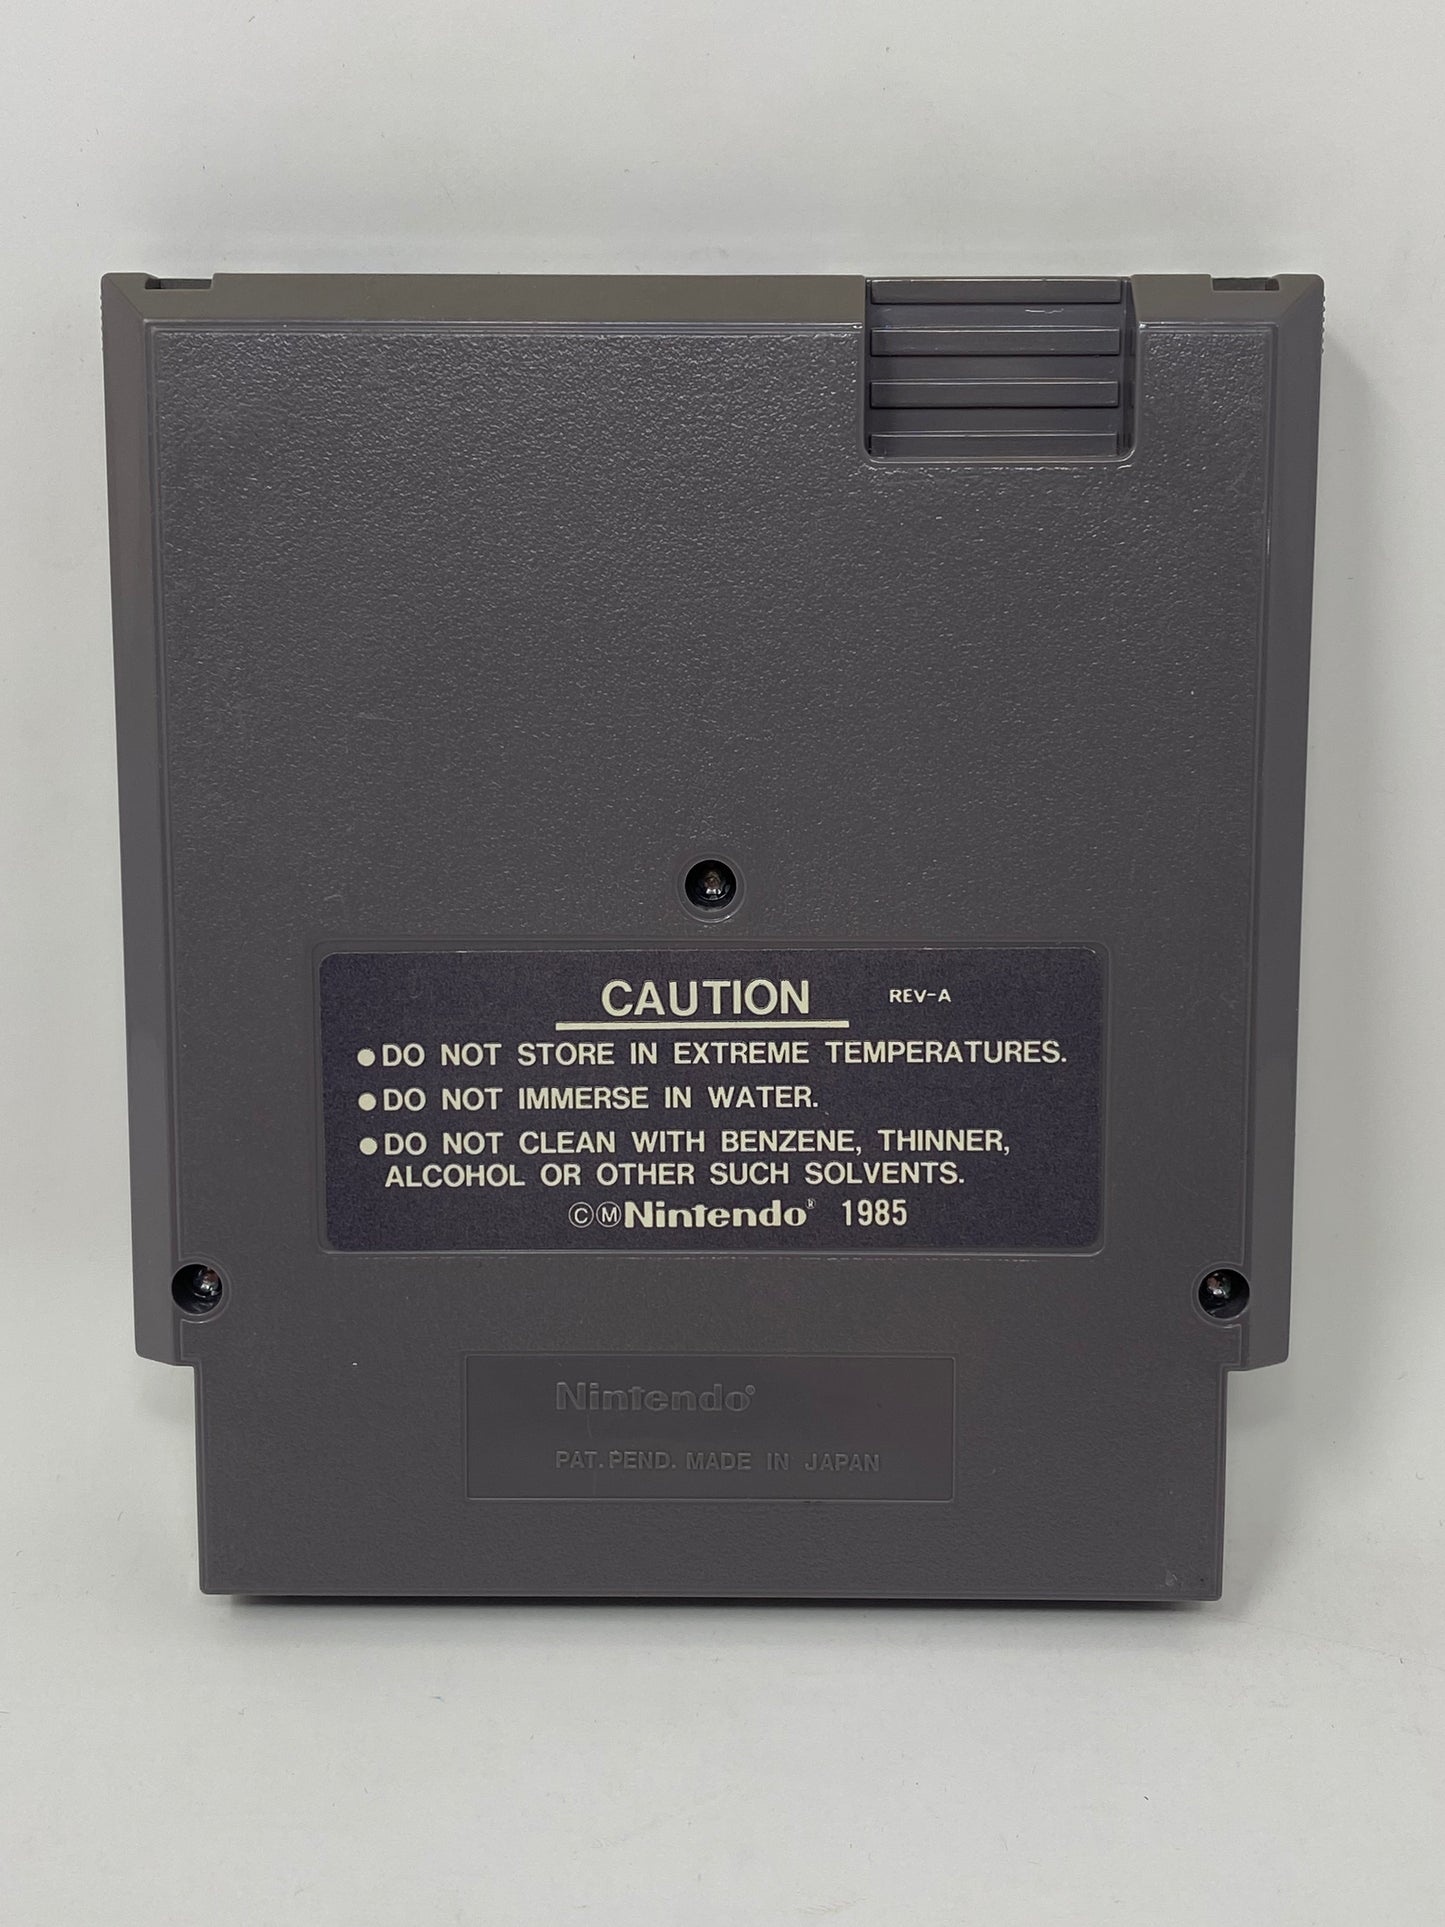 CAUTION REV-A
●DO NOT STORE IN EXTREME TEMPERATURES.
●DO NOT IMMERSE IN WATER.
●DO NOT CLEAN WITH BENZENE, THINNER,
ALCOHOL OR OTHER SUCH SOLVENTS.
©ⓂNintendo® 1985
Nintendo®
PAT. PEND. MADE IN JAPAN